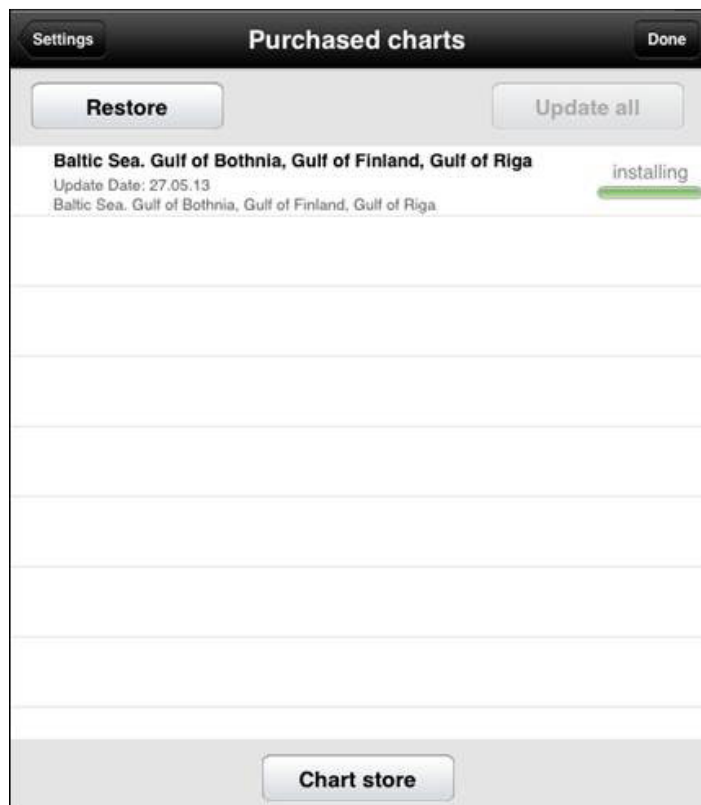 Settings
Purchased charts
Done
Restore
Update all
Baltic Sea. Gulf of Bothnia, Gulf of Finland, Gulf of Riga
installing
Update Date: 27.05.13
Baltic Sea. Gulf of Bothnia, Gulf of Finland, Gulf of Riga
Chart store